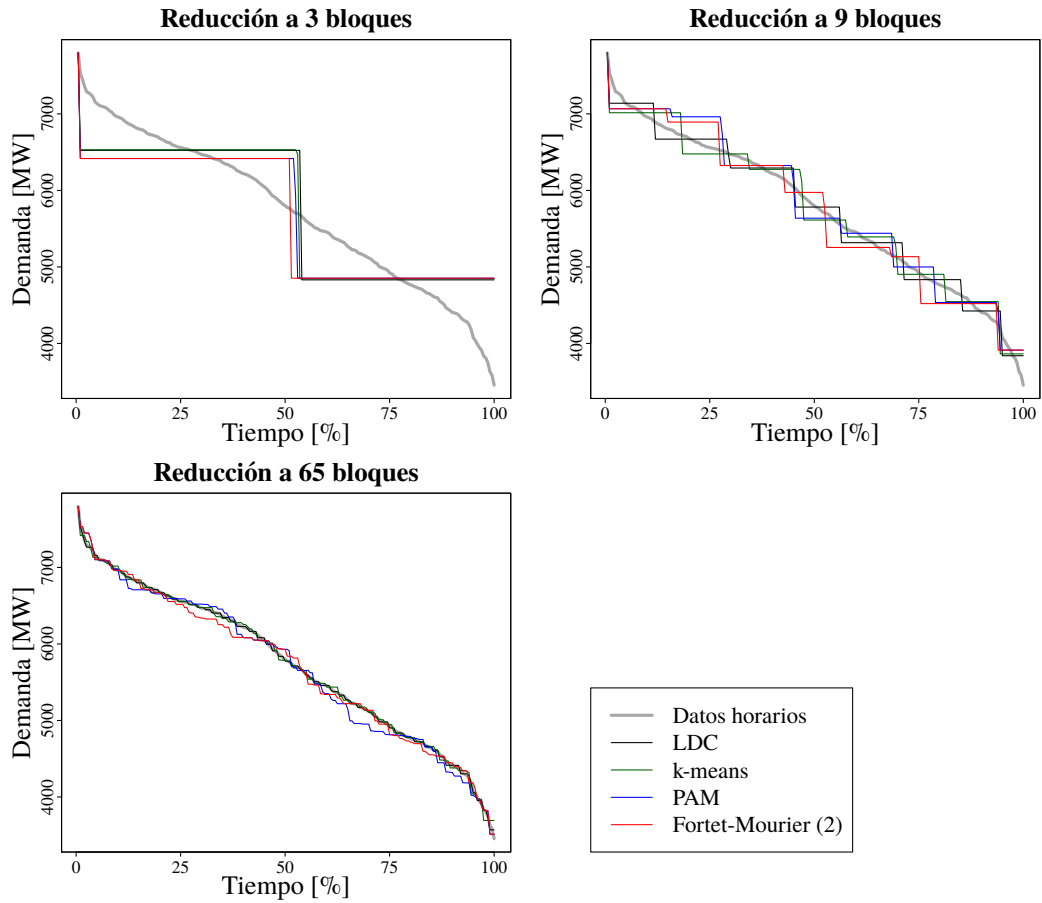 Reducción a 3 bloques
Demanda [MW]
7000
6000
5000
4000
0
25
50
75
100
Tiempo [%]
Reducción a 9 bloques
Demanda [MW]
7000
6000
5000
4000
0
25
50
75
100
Tiempo [%]
Reducción a 65 bloques
Demanda [MW]
7000
6000
5000
4000
0
25
50
75
100
Tiempo [%]
Datos horarios
LDC
k-means
PAM
Fortet-Mourier (2)